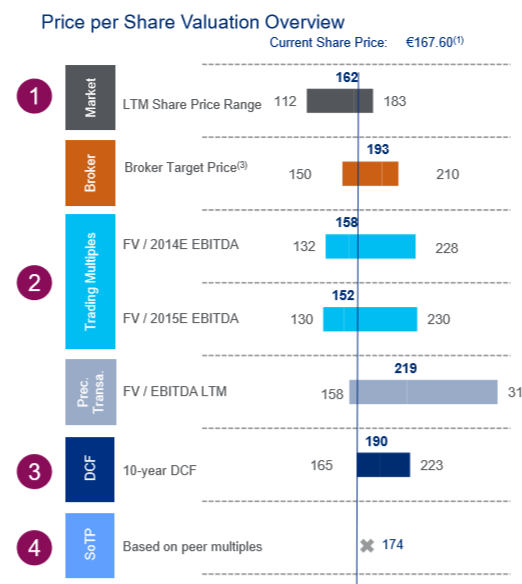 Price per Share Valuation Overview
Current Share Price: €167.60(1)
1
Market
LTM Share Price Range
112
162
183
Broker
Broker Target Price(3)
150
193
210
2
Trading Multiples
FV / 2014E EBITDA
132
158
228
FV / 2015E EBITDA
130
152
230
Prec. Transa.
FV / EBITDA LTM
158
219
31
3
DCF
10-year DCF
165
190
223
4
SoTP
Based on peer multiples
174